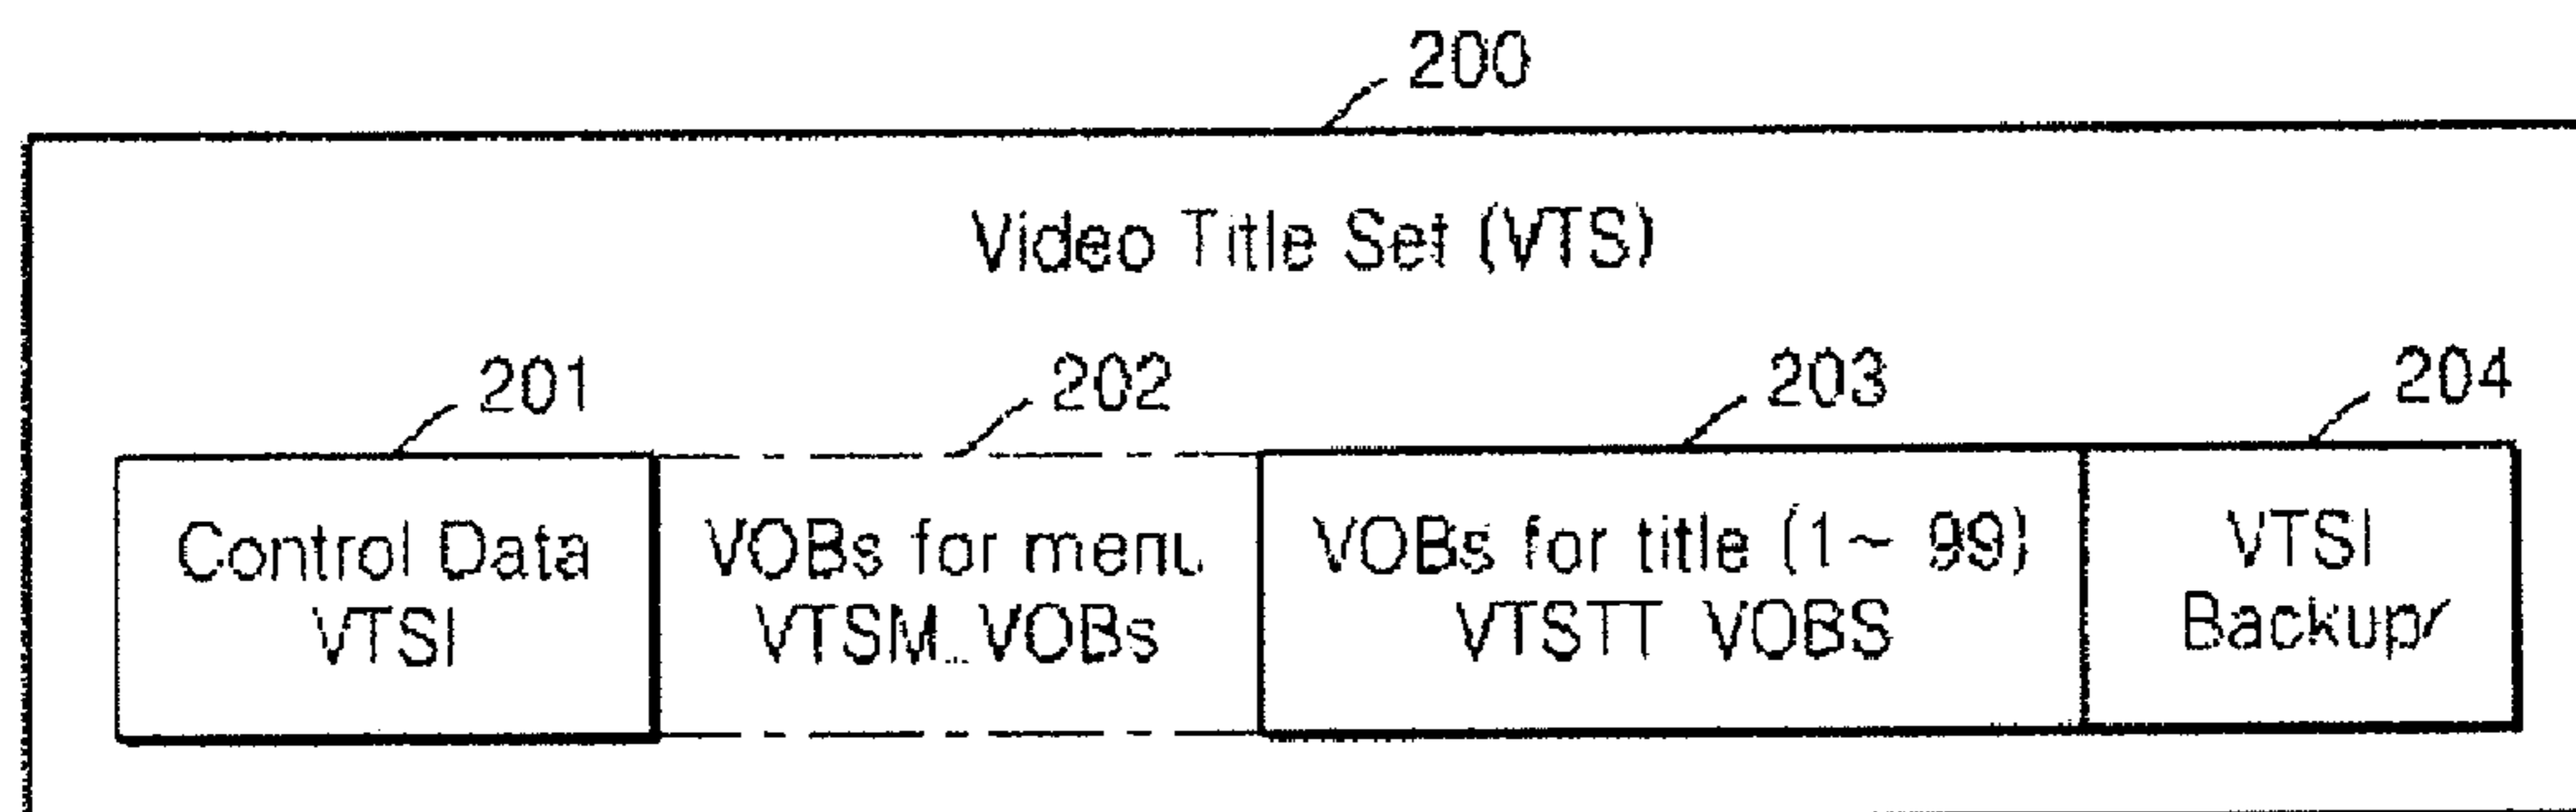 200
Video Title Set (VTS)
201
202
203
204
Control Data
VTSI
VOBs for menu
VTSM_VOBs
VOBs for title (1~ 99)
VTSTT VOBS
VTSI
Backup